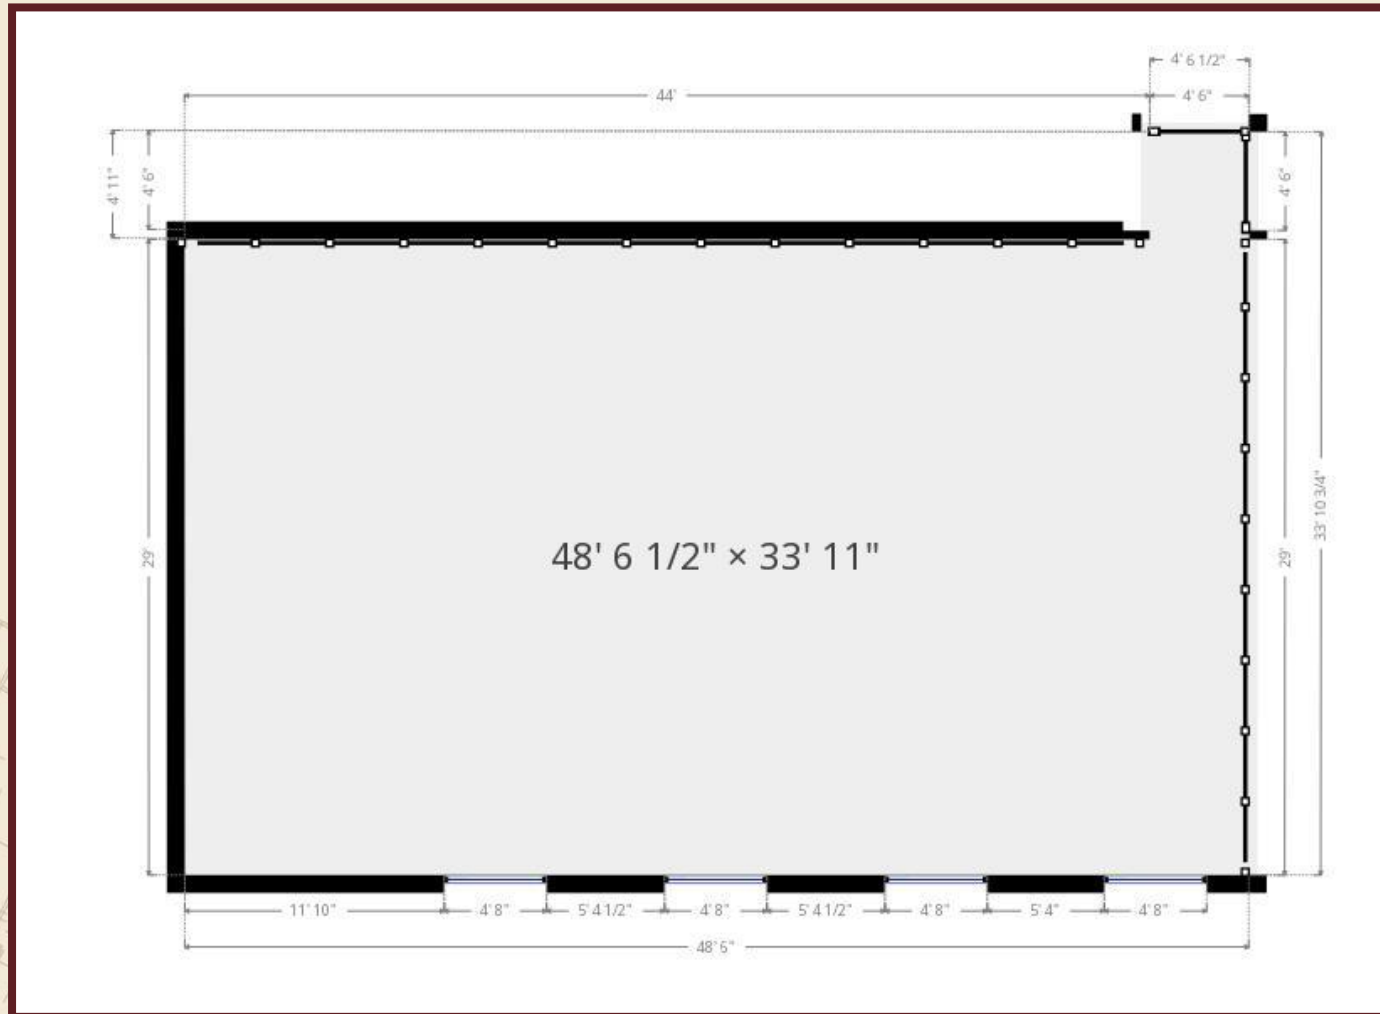 4' 6 1/2"
44'
4' 6"
4' 11"
4' 6"
4' 6"
33' 10 3/4"
48' 6 1/2" × 33' 11"
29'
29'
11' 10"
4' 8"
5' 4 1/2"
4' 8"
5' 4 1/2"
4' 8"
5' 4"
4' 8"
48' 6"